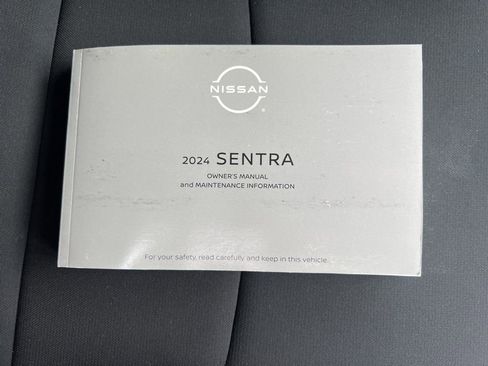 NISSAN
2024 SENTRA
OWNER'S MANUAL
and MAINTENANCE INFORMATION
For your safety, read carefully and keep in this vehicle.